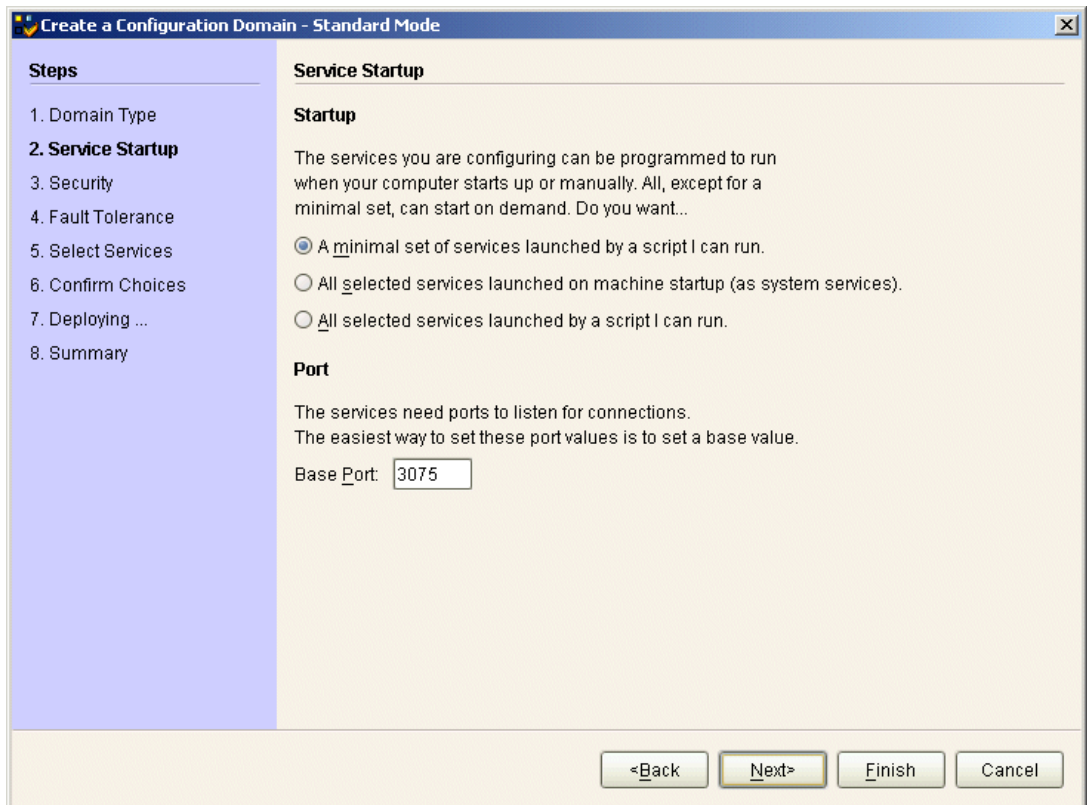 Create a Configuration Domain - Standard Mode
Steps
1. Domain Type
2. Service Startup
3. Security
4. Fault Tolerance
5. Select Services
6. Confirm Choices
7. Deploying ...
8. Summary
Service Startup
Startup
The services you are configuring can be programmed to run
when your computer starts up or manually. All, except for a
minimal set, can start on demand. Do you want...
A minimal set of services launched by a script I can run.
All selected services launched on machine startup (as system services).
All selected services launched by a script I can run.
Port
The services need ports to listen for connections.
The easiest way to set these port values is to set a base value.
Base Port: 3075
<Back Next> Finish Cancel